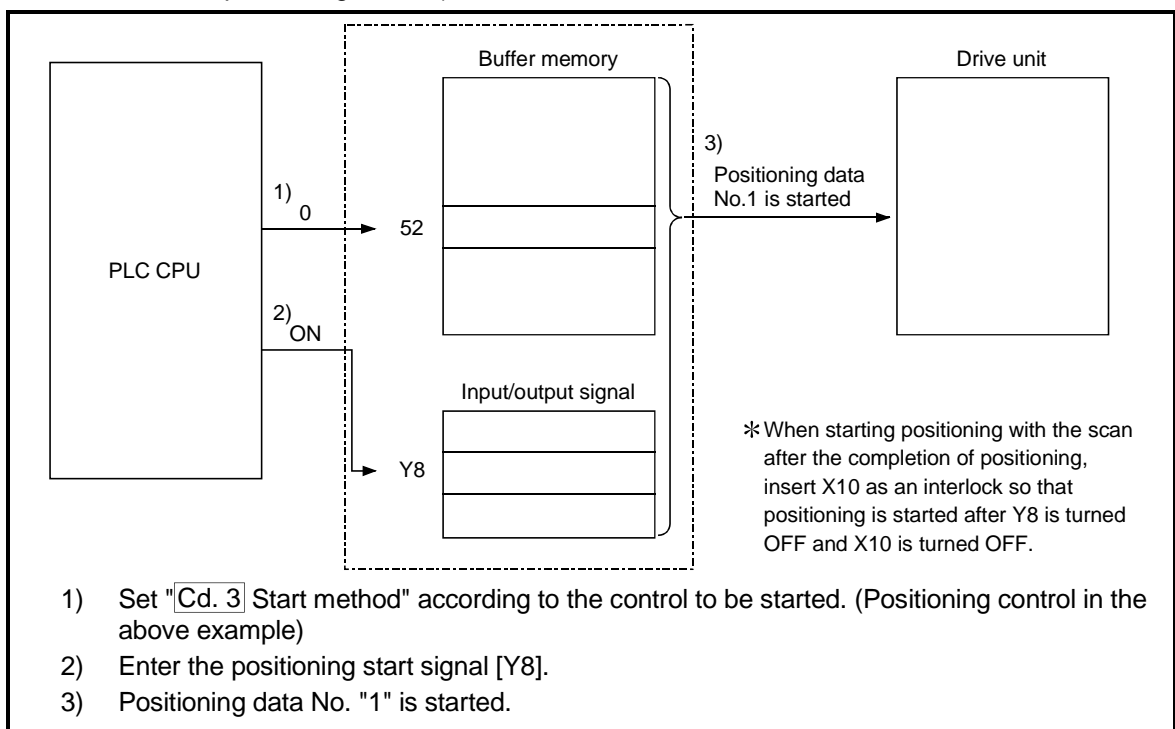 Buffer memory
Drive unit
3)
Positioning data
No.1 is started
1)
0
52
PLC CPU
2)
ON
Input/output signal
Y8
* When starting positioning with the scan
after the completion of positioning,
insert X10 as an interlock so that
positioning is started after Y8 is turned
OFF and X10 is turned OFF.
1) Set "Cd. 3 Start method" according to the control to be started. (Positioning control in the
above example)
2) Enter the positioning start signal [Y8].
3) Positioning data No. "1" is started.